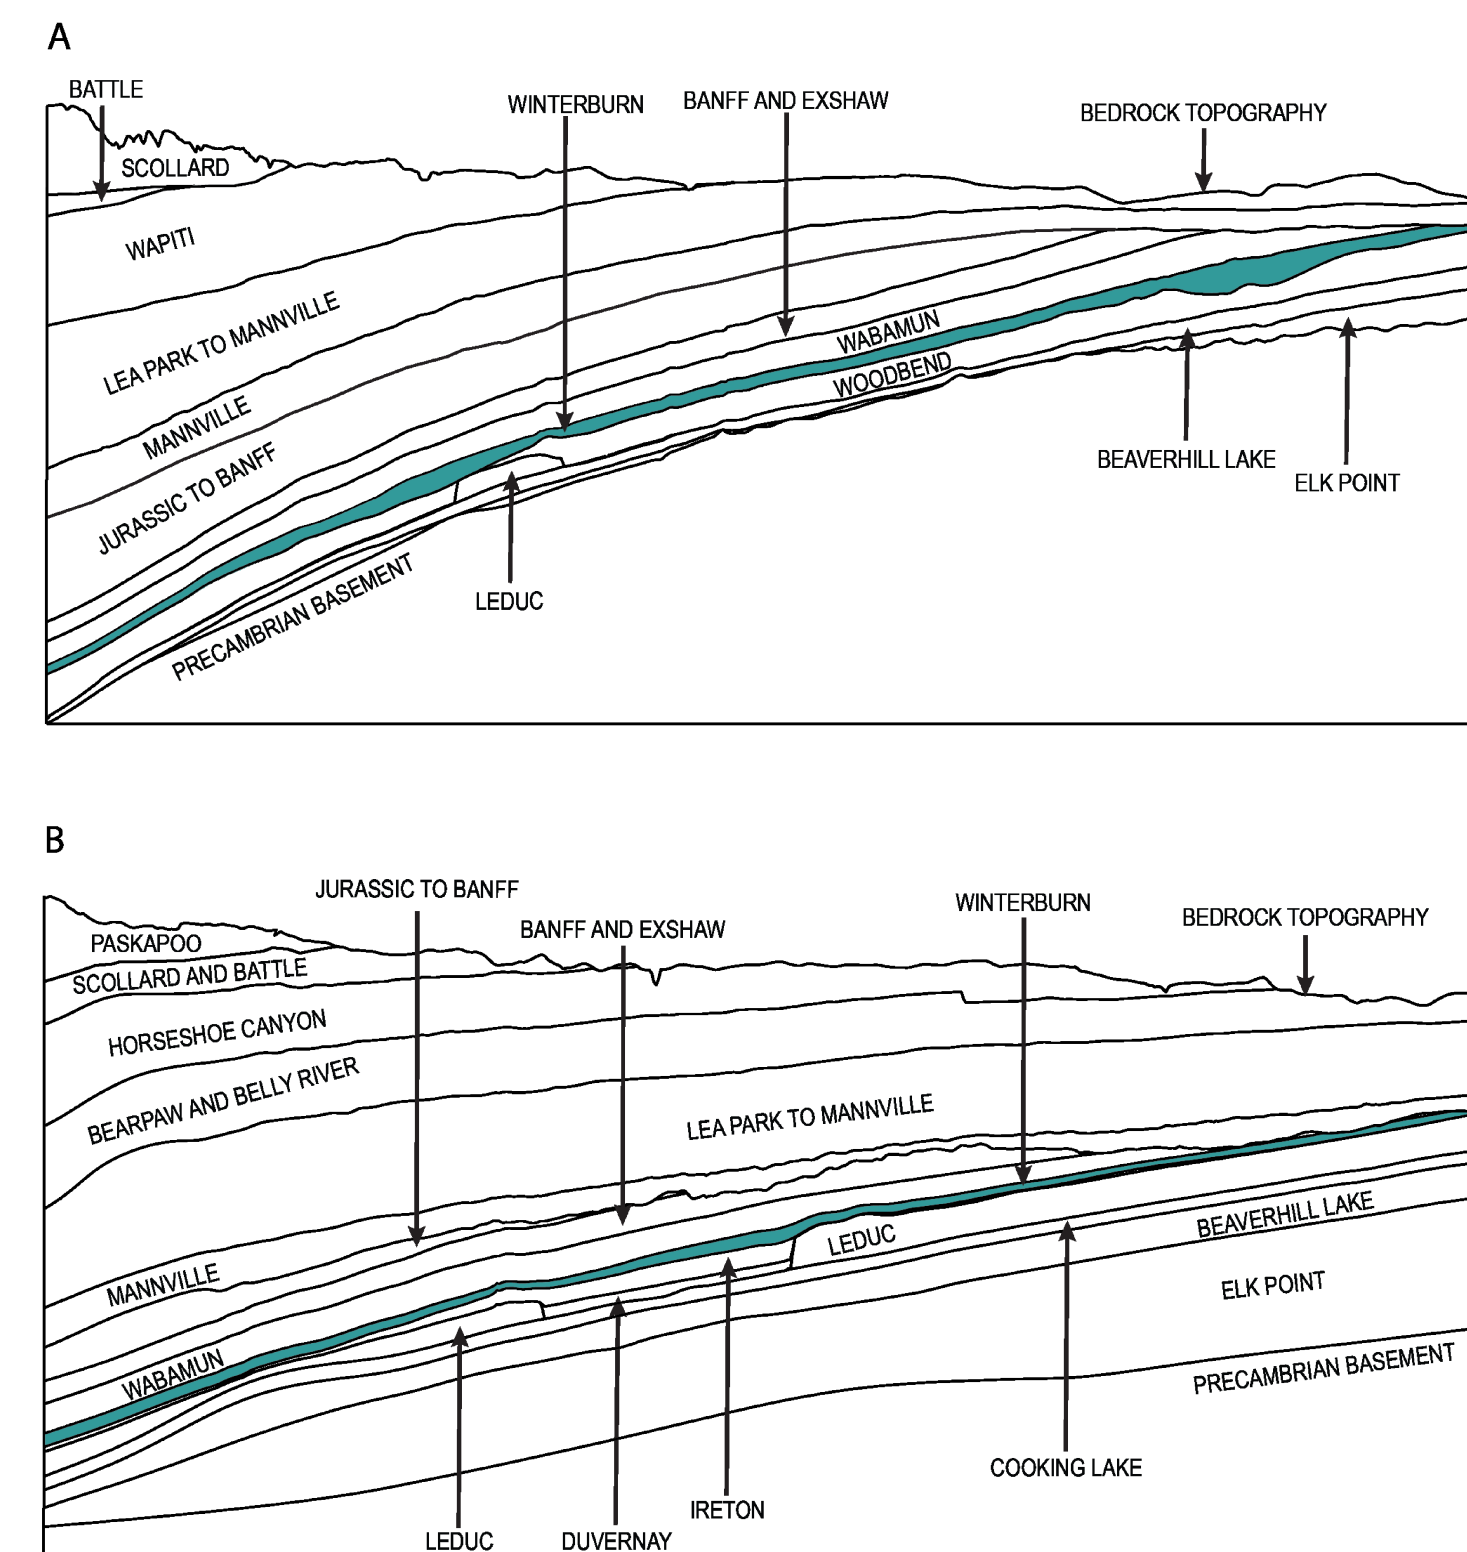 A
BATTLE
WINTERBURN
BANFF AND EXSHAW
BEDROCK TOPOGRAPHY
SCOLLARD
WAPITI
LEA PARK TO MANNVILLE
MANNVILLE
JURASSIC TO BANFF
WABAMUN
WOODBEND
BEAVERHILL LAKE
ELK POINT
LEDUC
PRECAMBRIAN BASEMENT
B
JURASSIC TO BANFF
BANFF AND EXSHAW
WINTERBURN
BEDROCK TOPOGRAPHY
PASKAPOO
SCOLLARD AND BATTLE
HORSESHOE CANYON
BEARPAW AND BELLY RIVER
LEA PARK TO MANNVILLE
MANNVILLE
WABAMUN
LEDUC
BEAVERHILL LAKE
ELK POINT
PRECAMBRIAN BASEMENT
COOKING LAKE
IRETON
LEDUC
DUVERNAY